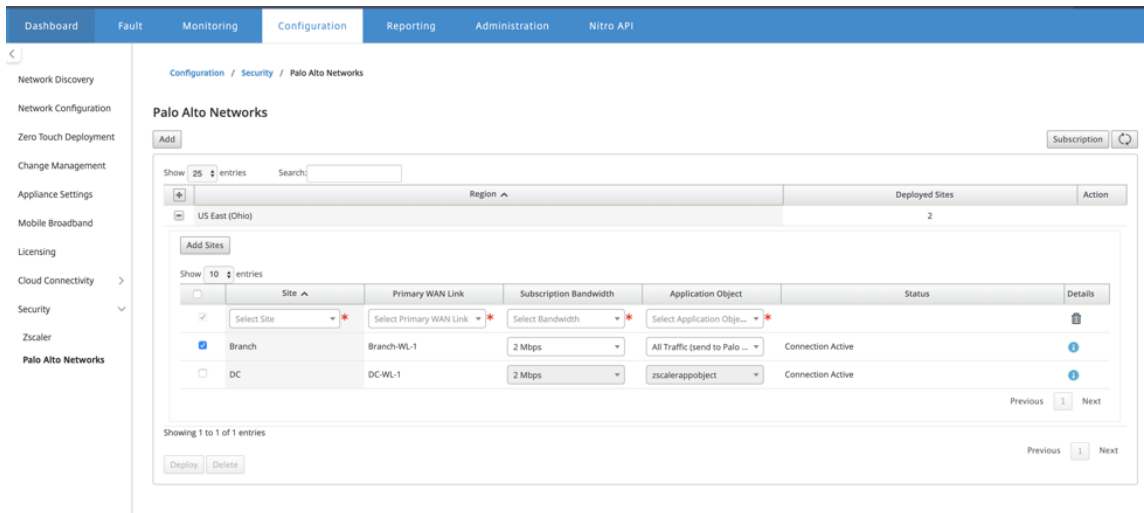 Dashboard Fault Monitoring Configuration Reporting Administration Nitro API
Network Discovery
Network Configuration
Zero Touch Deployment
Change Management
Appliance Settings
Mobile Broadband
Licensing
Cloud Connectivity
Security
Zscaler
Palo Alto Networks
Configuration / Security / Palo Alto Networks
Palo Alto Networks
Add Subscription
Show 25 entries Search:
Region Deployed Sites Action
US East (Ohio) 2
Add Sites
Show 10 entries
Site Primary WAN Link Subscription Bandwidth Application Object Status Details
Select Site * Select Primary WAN Link * Select Bandwidth * Select Application Obje... *
Branch Branch-WL-1 2 Mbps All Traffic (send to Palo ... Connection Active
DC DC-WL-1 2 Mbps zscalerappobject Connection Active
Previous 1 Next
Showing 1 to 1 of 1 entries
Previous 1 Next
Deploy Delete